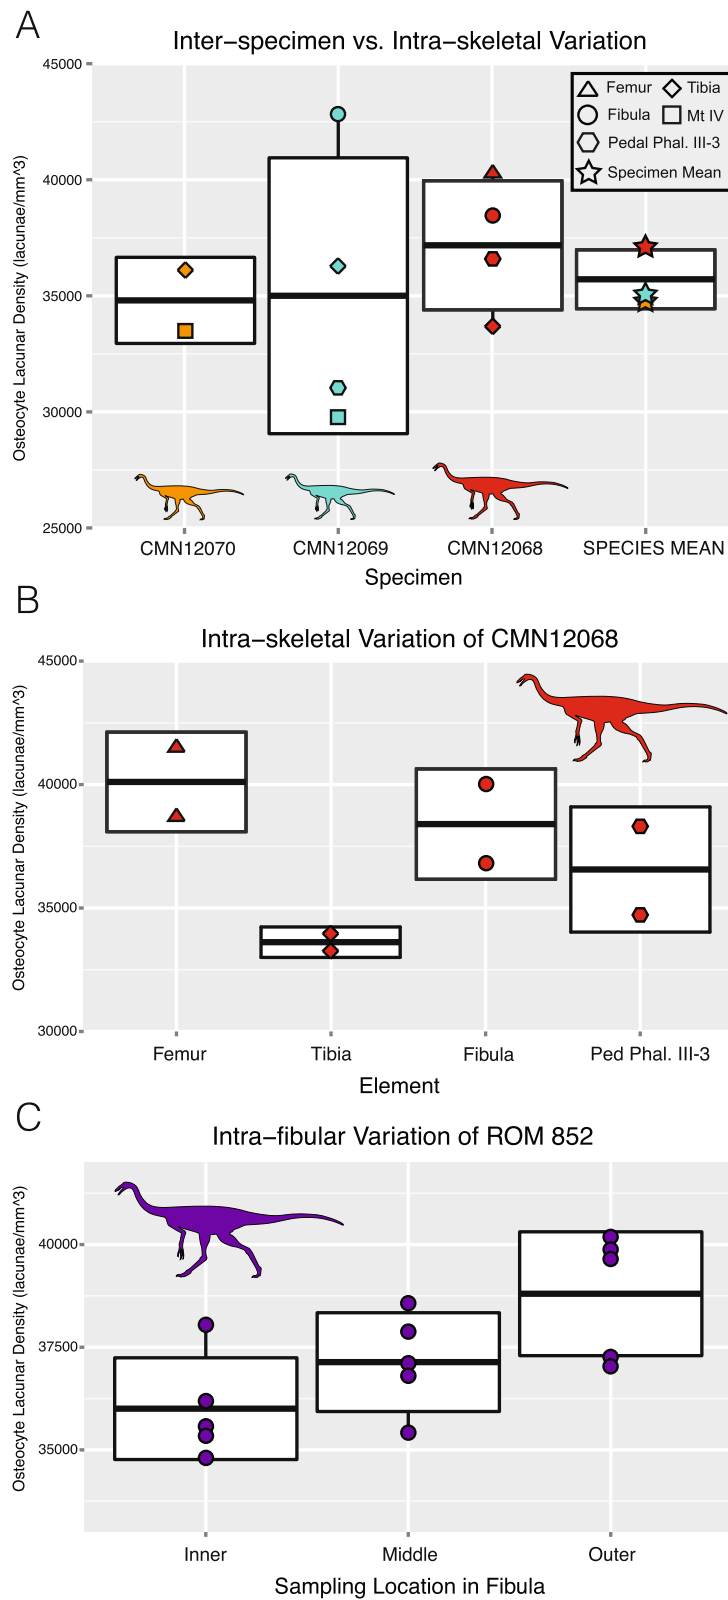 A
Inter-specimen vs. Intra-skeletal Variation
Osteocyte Lacunar Density (lacunae/mm^3)
45000
40000
35000
30000
25000
Femur Tibia
Fibula Mt IV
Pedal Phal. III-3
Specimen Mean
CMN12070 CMN12069 CMN12068 SPECIES MEAN
Specimen
B
Intra-skeletal Variation of CMN12068
Osteocyte Lacunar Density (lacunae/mm^3)
45000
40000
35000
30000
Femur Tibia Fibula Ped Phal. III-3
Element
C
Intra-fibular Variation of ROM 852
Osteocyte Lacunar Density (lacunae/mm^3)
40000
37500
35000
Inner Middle Outer
Sampling Location in Fibula